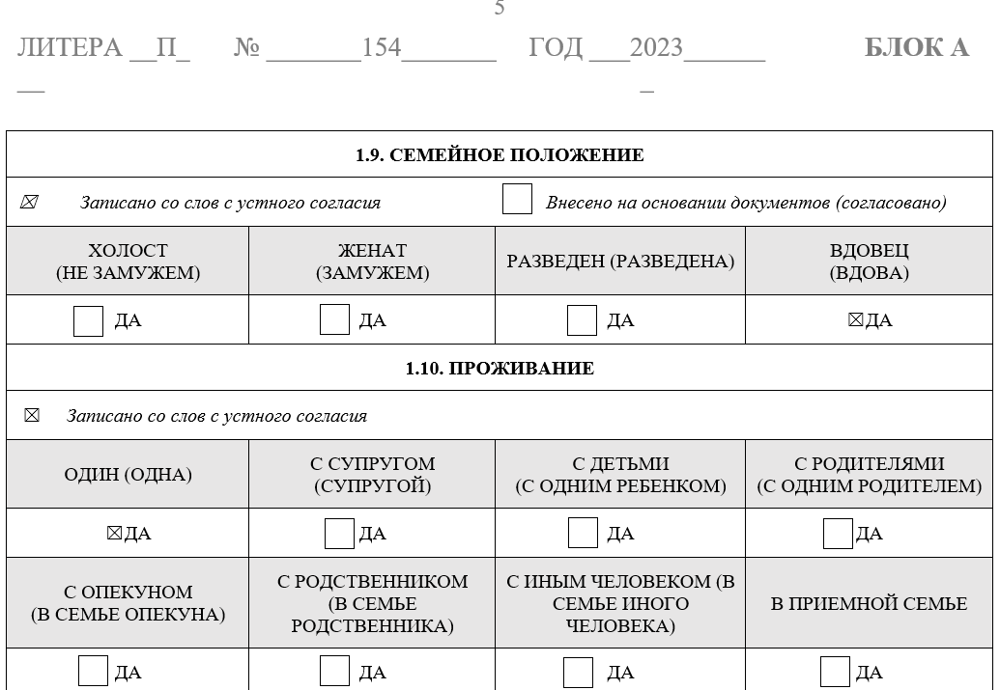 5
ЛИТЕРА __П_ № _______154_______ ГОД ___2023______ БЛОК А
__ _
1.9. СЕМЕЙНОЕ ПОЛОЖЕНИЕ
☒ Записано со слов с устного согласия ☐ Внесено на основании документов (согласовано)
ХОЛОСТ
(НЕ ЗАМУЖЕМ)
ЖЕНАТ
(ЗАМУЖЕМ)
РАЗВЕДЕН (РАЗВЕДЕНА)
ВДОВЕЦ
(ВДОВА)
☐ ДА ☐ ДА ☐ ДА ☒ДА
1.10. ПРОЖИВАНИЕ
☒ Записано со слов с устного согласия
ОДИН (ОДНА)
С СУПРУГОМ
(СУПРУГОЙ)
С ДЕТЬМИ
(С ОДНИМ РЕБЕНКОМ)
С РОДИТЕЛЯМИ
(С ОДНИМ РОДИТЕЛЕМ)
☒ДА ☐ ДА ☐ ДА ☐ ДА
С ОПЕКУНОМ
(В СЕМЬЕ ОПЕКУНА)
С РОДСТВЕННИКОМ
(В СЕМЬЕ
РОДСТВЕННИКА)
С ИНЫМ ЧЕЛОВЕКОМ (В
СЕМЬЕ ИНОГО
ЧЕЛОВЕКА)
В ПРИЕМНОЙ СЕМЬЕ
☐ ДА ☐ ДА ☐ ДА ☐ ДА